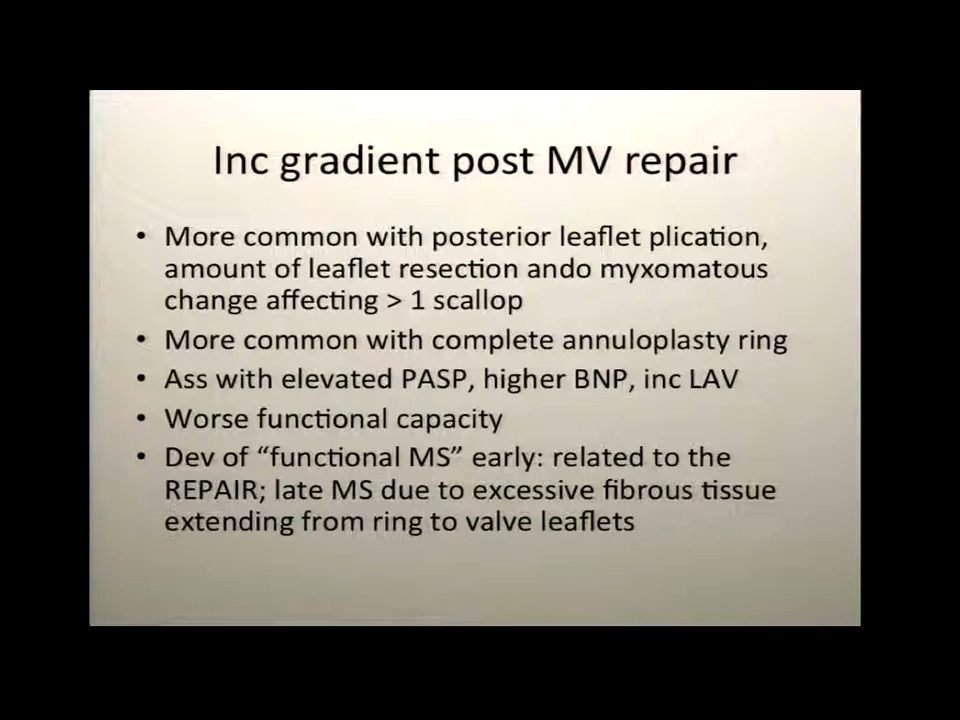 Inc gradient post MV repair
• More common with posterior leaflet plication,
amount of leaflet resection ando myxomatous
change affecting > 1 scallop
• More common with complete annuloplasty ring
• Ass with elevated PASP, higher BNP, inc LAV
• Worse functional capacity
• Dev of “functional MS” early: related to the
REPAIR; late MS due to excessive fibrous tissue
extending from ring to valve leaflets